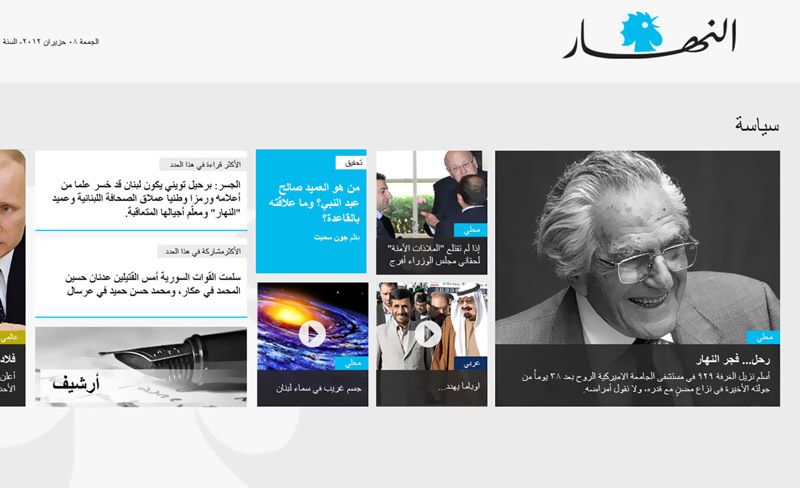 النهار
الجمعة ٠٨ حزيران ٢٠١٢- السنة
سياسة
محلي
رحل... فجر النهار
أسلم نزيل الغرفة ٩٢٩ في مستشفى الجامعة الاميركية الروح بعد ٣٨ يوماً من
جولته الأخيرة في نزاع مضنٍ مع قدره، ولا نقول أمراضه.
محلي
إذا لم تقتلع "الملاذات الآمنة"
لحقاني مجلس الوزراء أفرج
عربي
اوباما يهند...
تحقيق
من هو العميد صالح
عبد النبي؟ وما علاقته
بالقاعدة؟
بقلم جون سميث
محلي
جسم غريب في سماء لبنان
الأكثر قراءة في هذا العدد
الجسر: برحيل تويني يكون لبنان قد خسر علما من
أعلامه ورمزا وطنيا عملاق الصحافة اللبنانية وعميد
"النهار" ومعلّم أجيالها المتعاقبة.
الأكثر مشاركة في هذا العدد
سلمت القوات السورية أمس القتيلين عدنان حسين
المحمد في عكار، ومحمد حسن حميد في عرسال
أرشيف
عالمي
فلاد
أعلن
الأحد